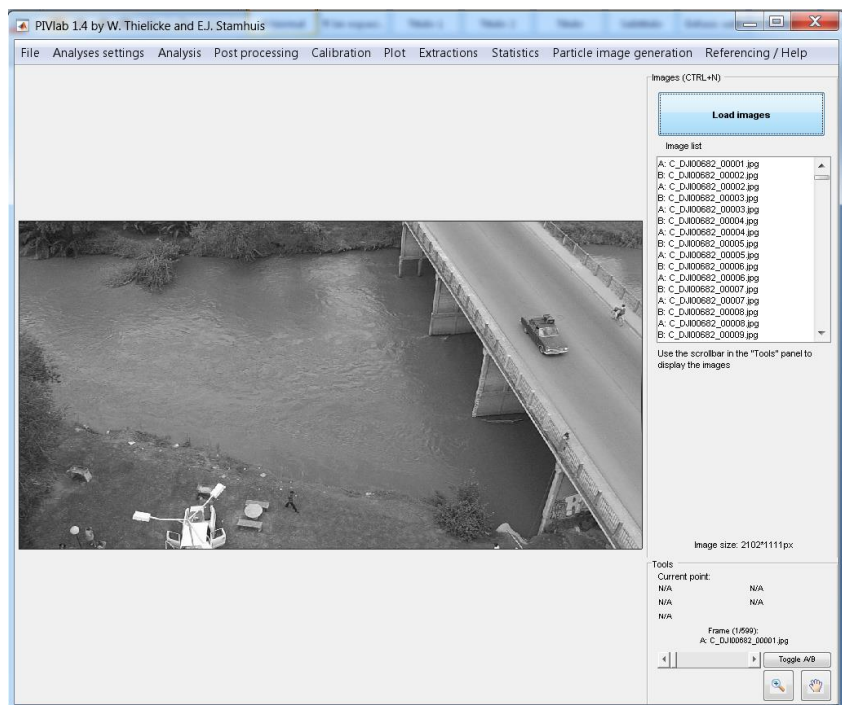 PIVlab 1.4 by W. Thielicke and E.J. Stamhuis
File Analyses settings Analysis Post processing Calibration Plot Extractions Statistics Particle image generation Referencing / Help
Images (CTRL+N)
Load images
Image list
A: C_DJI00682_00001.jpg
B: C_DJI00682_00002.jpg
A: C_DJI00682_00002.jpg
B: C_DJI00682_00003.jpg
A: C_DJI00682_00003.jpg
B: C_DJI00682_00004.jpg
A: C_DJI00682_00004.jpg
B: C_DJI00682_00005.jpg
A: C_DJI00682_00005.jpg
B: C_DJI00682_00006.jpg
A: C_DJI00682_00006.jpg
B: C_DJI00682_00007.jpg
A: C_DJI00682_00007.jpg
B: C_DJI00682_00008.jpg
A: C_DJI00682_00008.jpg
B: C_DJI00682_00009.jpg
Use the scrollbar in the "Tools" panel to
display the images
Image size: 2102*1111px
Tools
Current point:
N/A N/A
N/A N/A
N/A
Frame (1/599):
A: C_DJI00682_00001.jpg
Toggle A/B